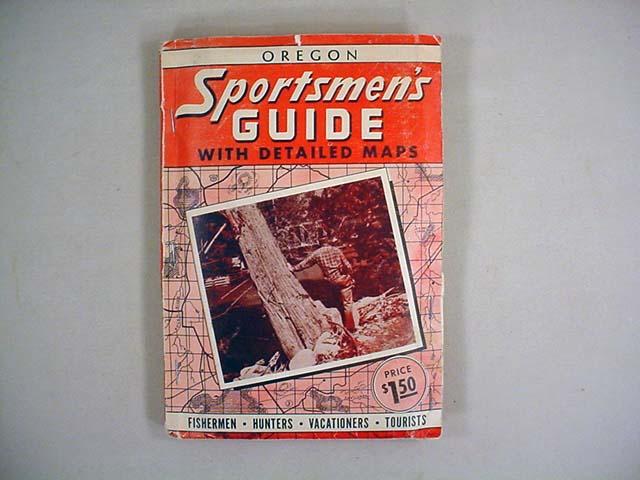 OREGON
Sportsmen's
GUIDE
WITH DETAILED MAPS
PRICE
$1.50
FISHERMEN · HUNTERS · VACATIONERS · TOURISTS